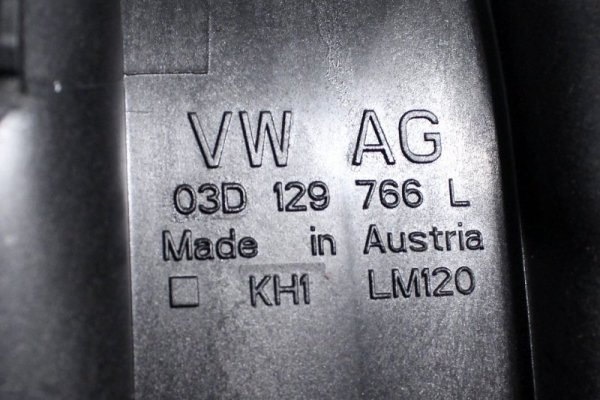 VW AG
03D 129 766 L
Made in Austria
□ KH1 LM120